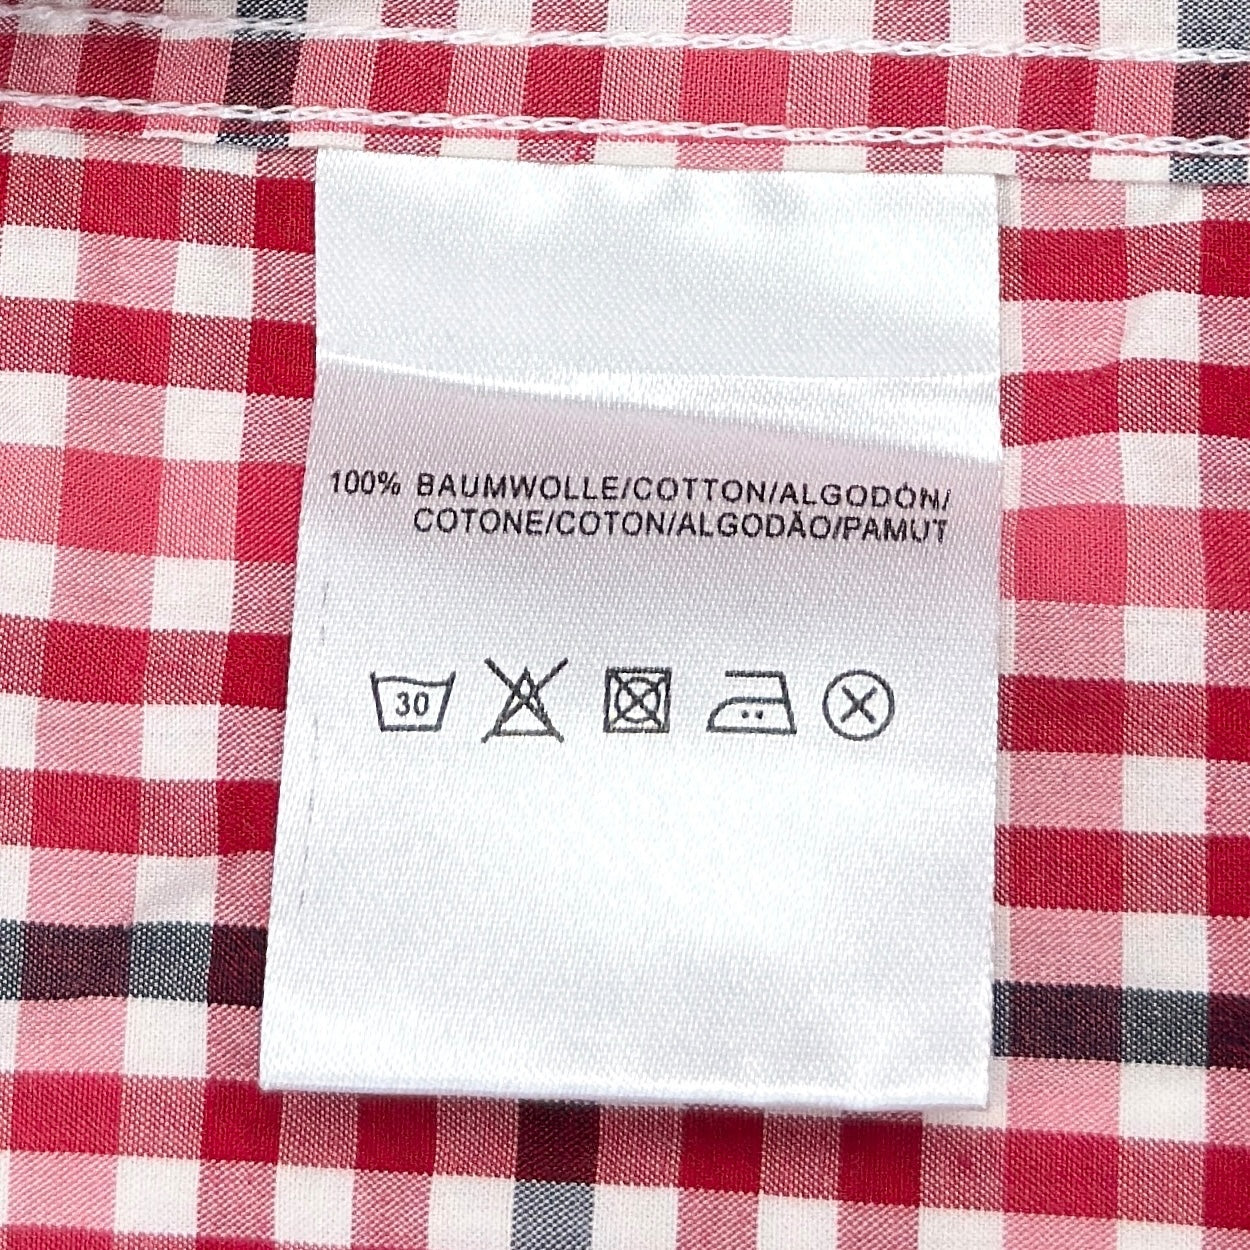 100% BAUMWOLLE/COTTON/ALGODÓN/
COTONE/COTON/ALGODÃO/PAMUT
30